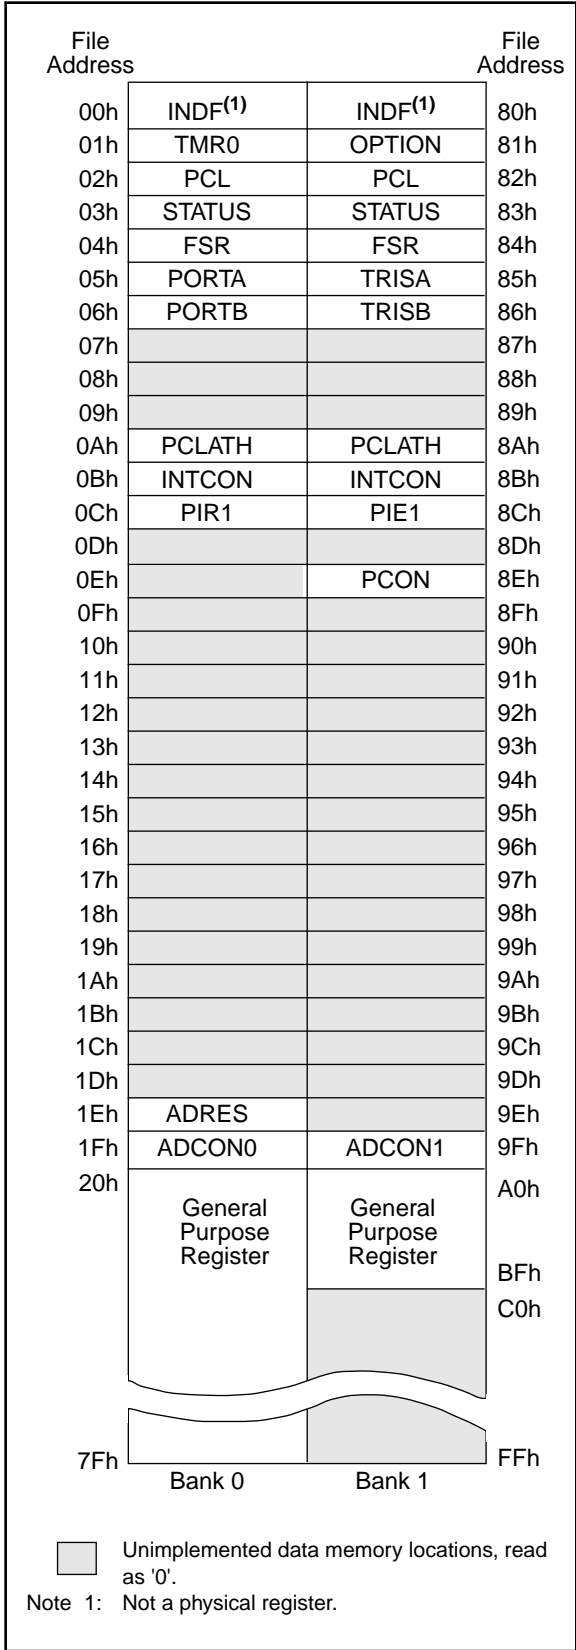 File Address File Address
00h INDF(1) INDF(1) 80h
01h TMR0 OPTION 81h
02h PCL PCL 82h
03h STATUS STATUS 83h
04h FSR FSR 84h
05h PORTA TRISA 85h
06h PORTB TRISB 86h
07h 87h
08h 88h
09h 89h
0Ah PCLATH PCLATH 8Ah
0Bh INTCON INTCON 8Bh
0Ch PIR1 PIE1 8Ch
0Dh 8Dh
0Eh PCON 8Eh
0Fh 8Fh
10h 90h
11h 91h
12h 92h
13h 93h
14h 94h
15h 95h
16h 96h
17h 97h
18h 98h
19h 99h
1Ah 9Ah
1Bh 9Bh
1Ch 9Ch
1Dh 9Dh
1Eh ADRES 9Eh
1Fh ADCON0 ADCON1 9Fh
20h A0h
General General
Purpose Purpose
Register Register
BFh
C0h
7Fh FFh
Bank 0 Bank 1
Unimplemented data memory locations, read
as '0'.
Note 1: Not a physical register.